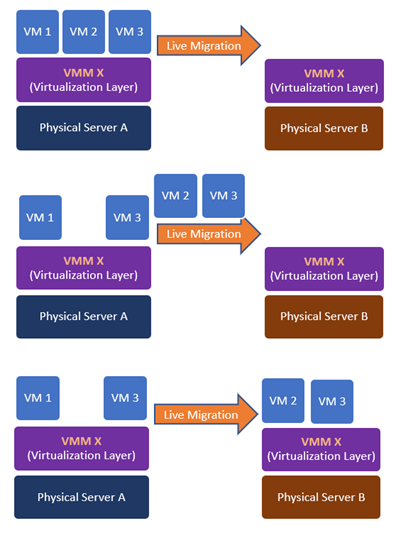 VM 1
VM 2
VM 3
Live Migration
VMM X
(Virtualization Layer)
VMM X
(Virtualization Layer)
Physical Server A
Physical Server B
VM 2
VM 3
VM 1
VM 3
Live Migration
VMM X
(Virtualization Layer)
VMM X
(Virtualization Layer)
Physical Server A
Physical Server B
VM 1
VM 3
Live Migration
VM 2
VM 3
VMM X
(Virtualization Layer)
VMM X
(Virtualization Layer)
Physical Server A
Physical Server B